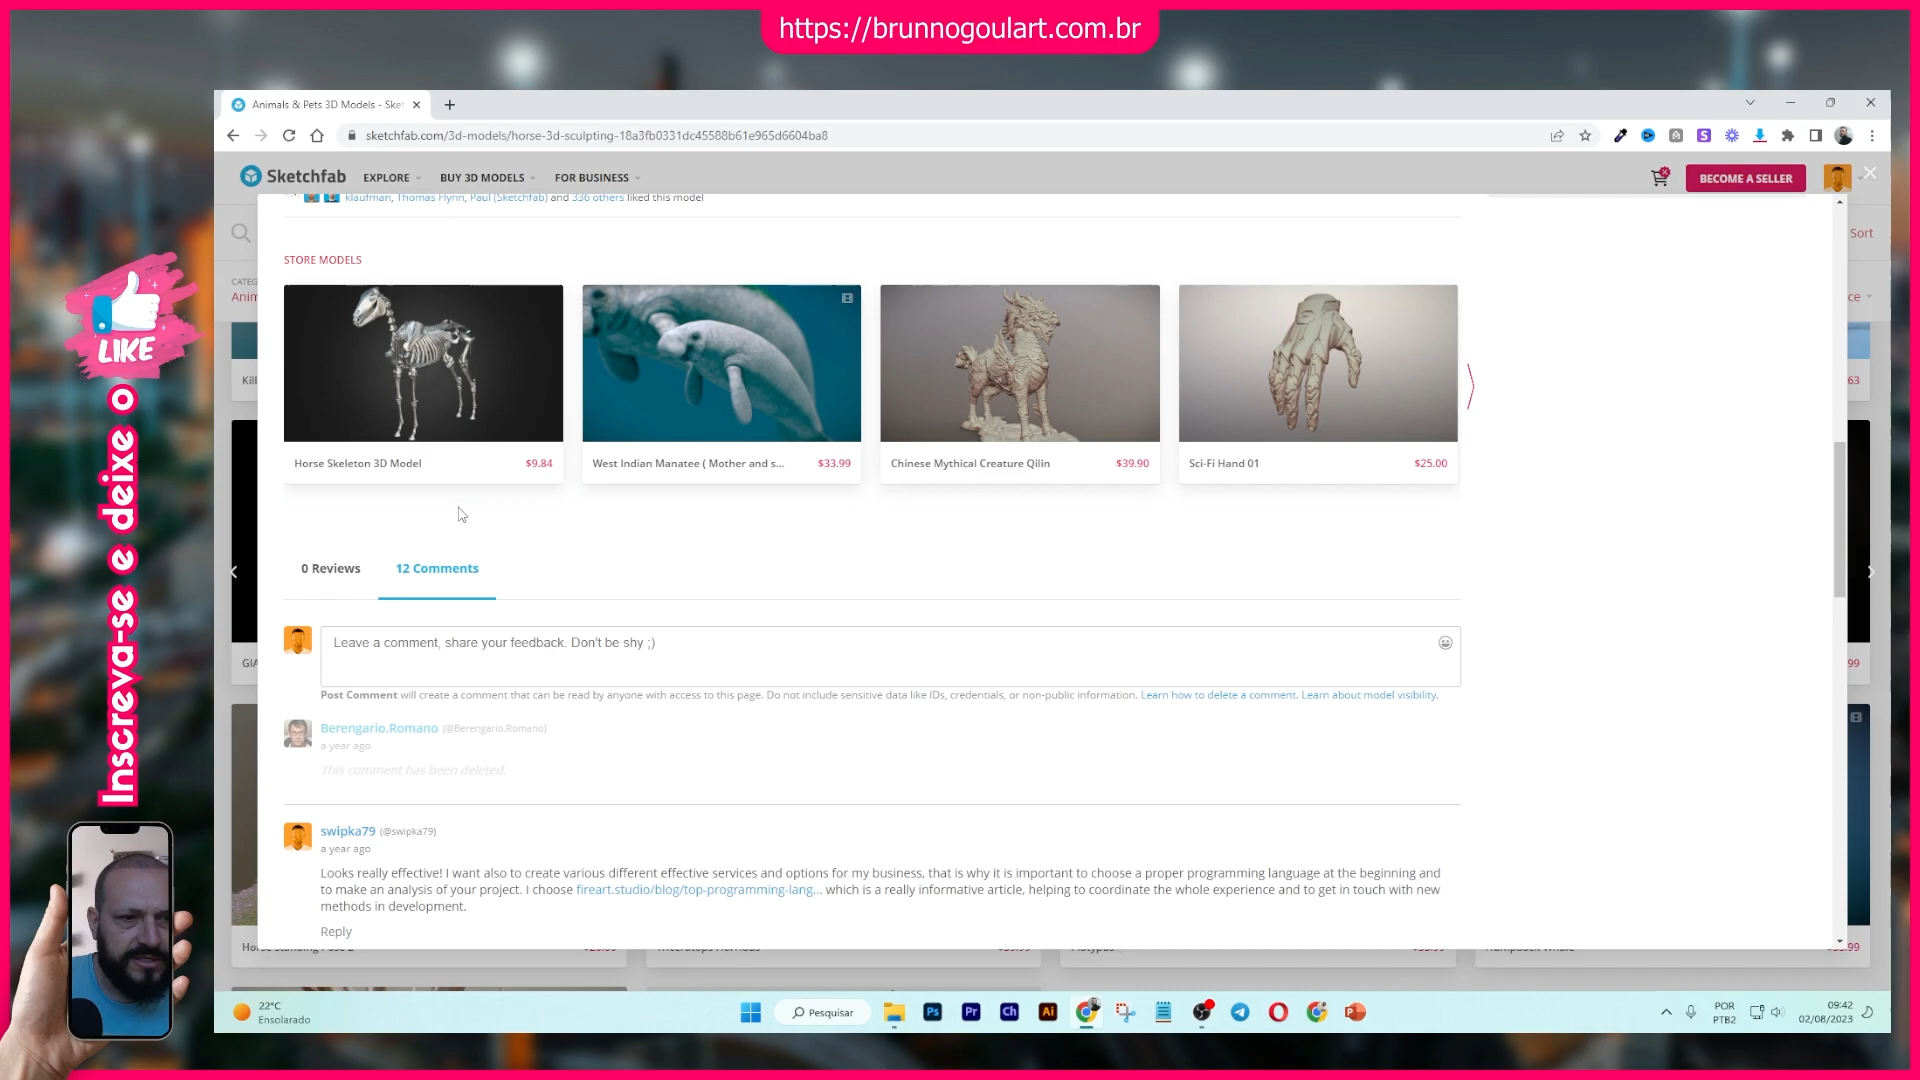 https://brunnogoulart.com.br
Animals & Pets 3D Models - Sket
sketchfab.com/3d-models/horse-3d-sculpting-18a3fb0331dc45588b61e965d6604ba8
Sketchfab
EXPLORE
BUY 3D MODELS
FOR BUSINESS
BECOME A SELLER
klaufman, Thomas Flynn, Paul (Sketchfab) and 336 others liked this model
Sort
STORE MODELS
CATEG
Anim
ce
Horse Skeleton 3D Model
$9.84
West Indian Manatee ( Mother and s...
$33.99
Chinese Mythical Creature Qilin
$39.90
Sci-Fi Hand 01
$25.00
Kill
63
LIKE
Inscreva-se e deixe o
0 Reviews
12 Comments
Leave a comment, share your feedback. Don't be shy ;)
GIA
99
Post Comment will create a comment that can be read by anyone with access to this page. Do not include sensitive data like IDs, credentials, or non-public information. Learn how to delete a comment. Learn about model visibility.
Berengario.Romano (@Berengario.Romano)
a year ago
This comment has been deleted.
swipka79 (@swipka79)
a year ago
Looks really effective! I want also to create various different effective services and options for my business, that is why it is important to choose a proper programming language at the beginning and
to make an analysis of your project. I choose fireart.studio/blog/top-programming-lang... which is a really informative article, helping to coordinate the whole experience and to get in touch with new
methods in development.
Reply
22°C
Ensolarado
Pesquisar
Ps
Pr
Ch
Ai
POR
PTB2
09:42
02/08/2023